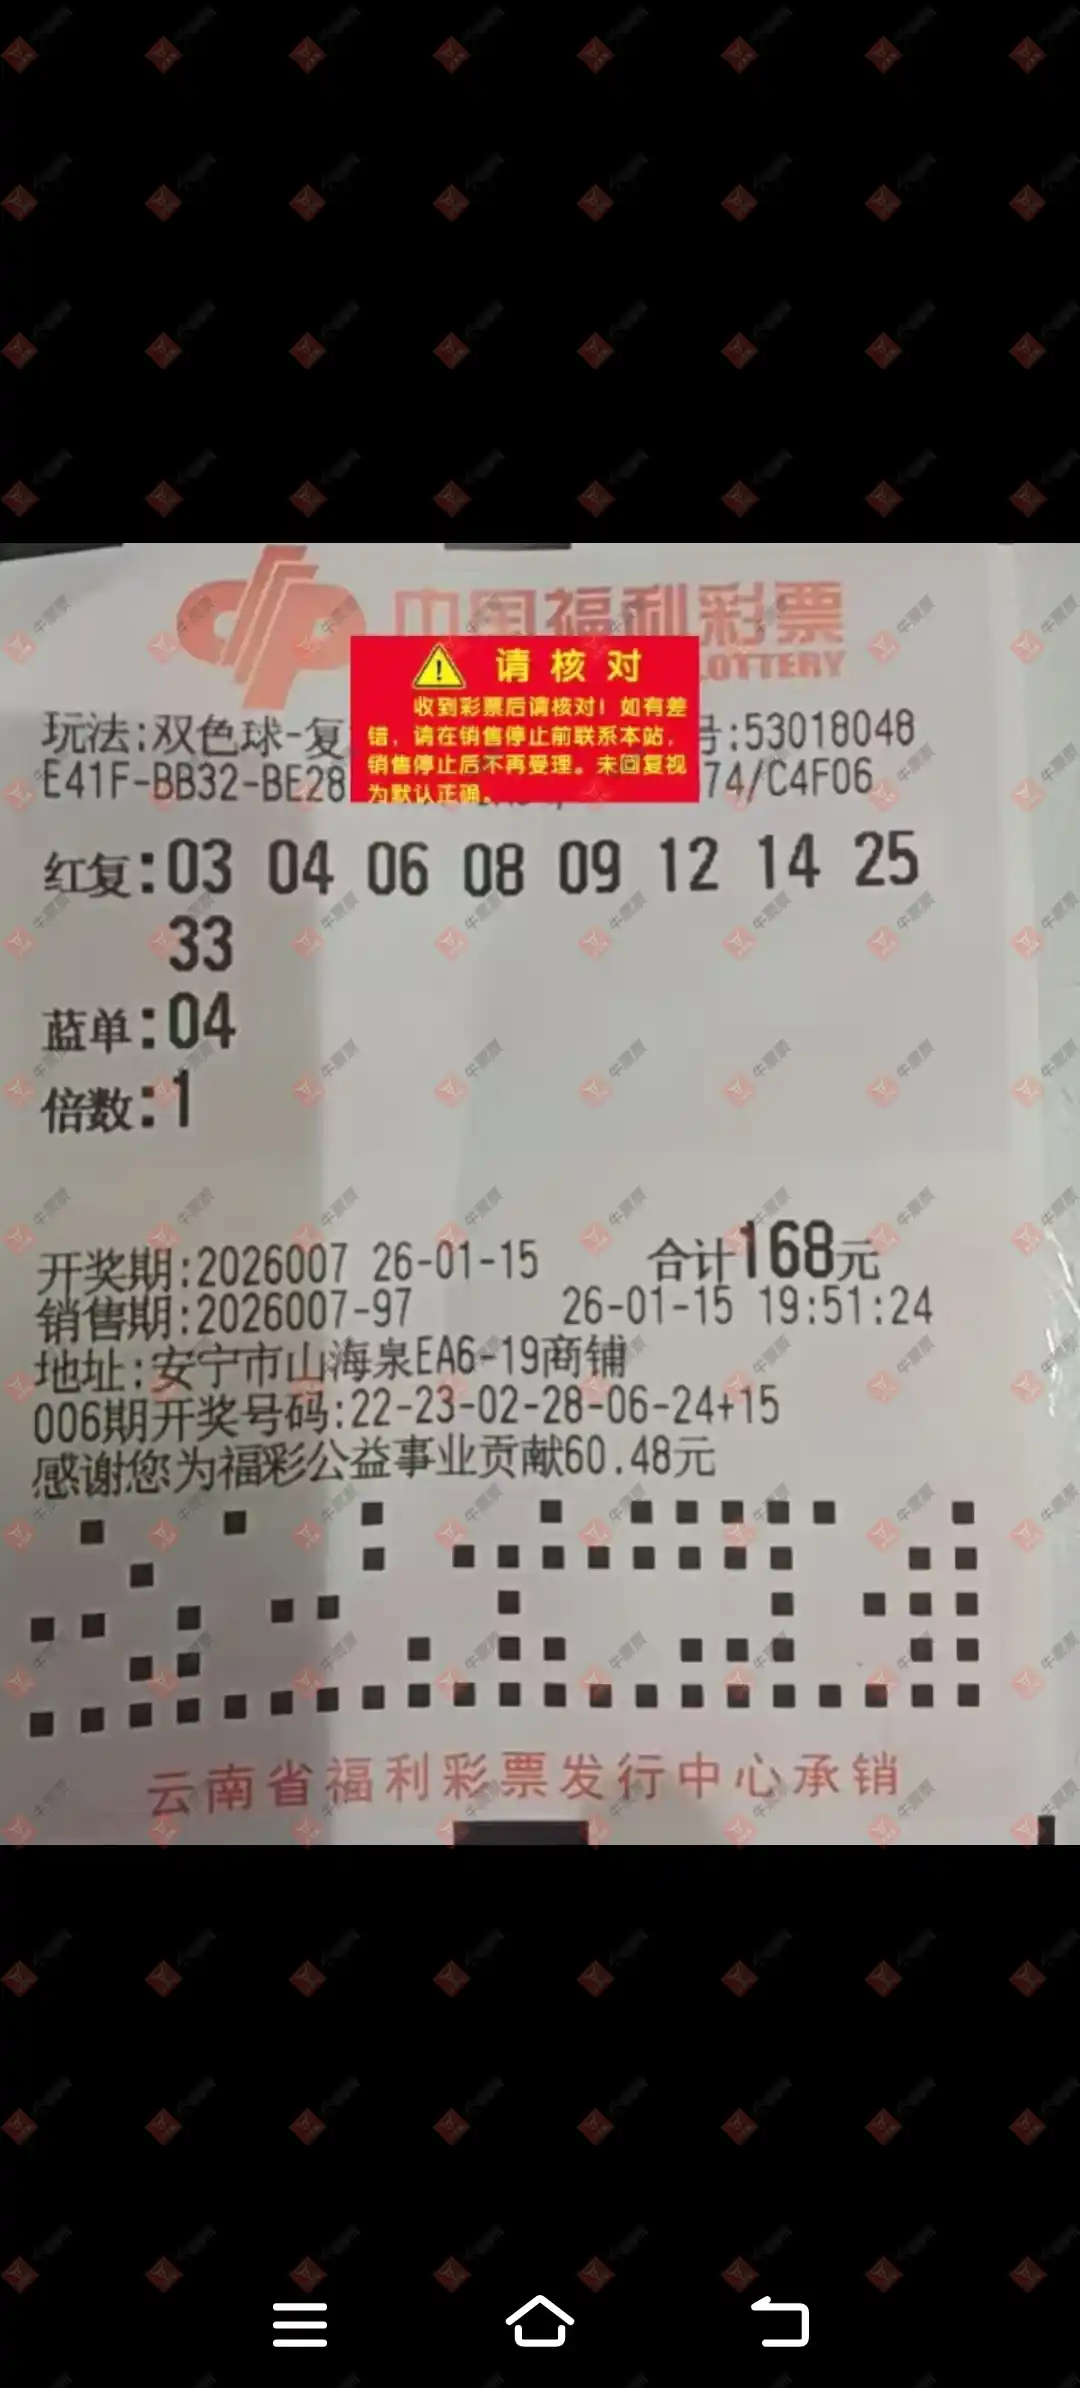 中国福利彩票
LOTTERY
请核对
收到彩票后请核对！如有差
错，请在销售停止前联系本站，
销售停止后不再受理。未回复视
为默认正确。
玩法:双色球-复 号:53018048
E41F-BB32-BE28 74/C4F06
红复:03 04 06 08 09 12 14 25
33
蓝单:04
倍数:1
开奖期:2026007 26-01-15 合计168元
销售期:2026007-97 26-01-15 19:51:24
地址:安宁市山海泉EA6-19商铺
006期开奖号码:22-23-02-28-06-24+15
感谢您为福彩公益事业贡献60.48元
云南省福利彩票发行中心承销
牛票票